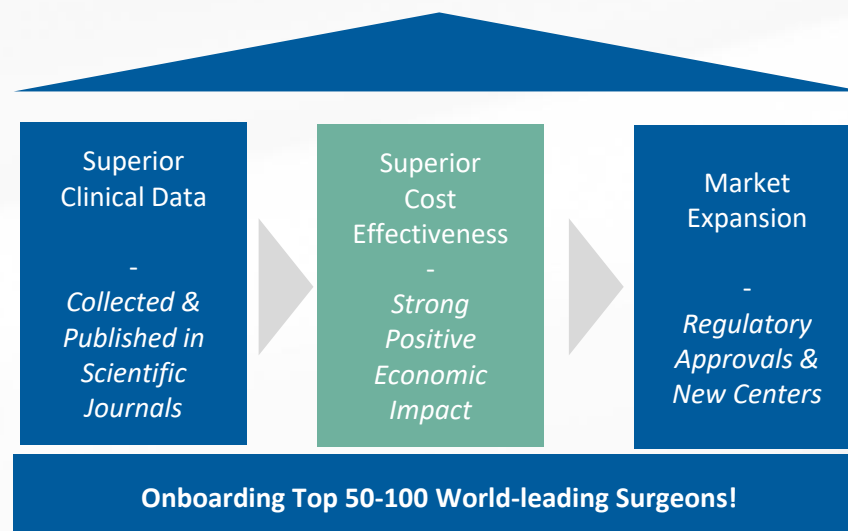 Superior
Clinical Data
-
Collected &
Published in
Scientific
Journals
Superior
Cost
Effectiveness
-
Strong
Positive
Economic
Impact
Market
Expansion
-
Regulatory
Approvals &
New Centers
Onboarding Top 50-100 World-leading Surgeons!